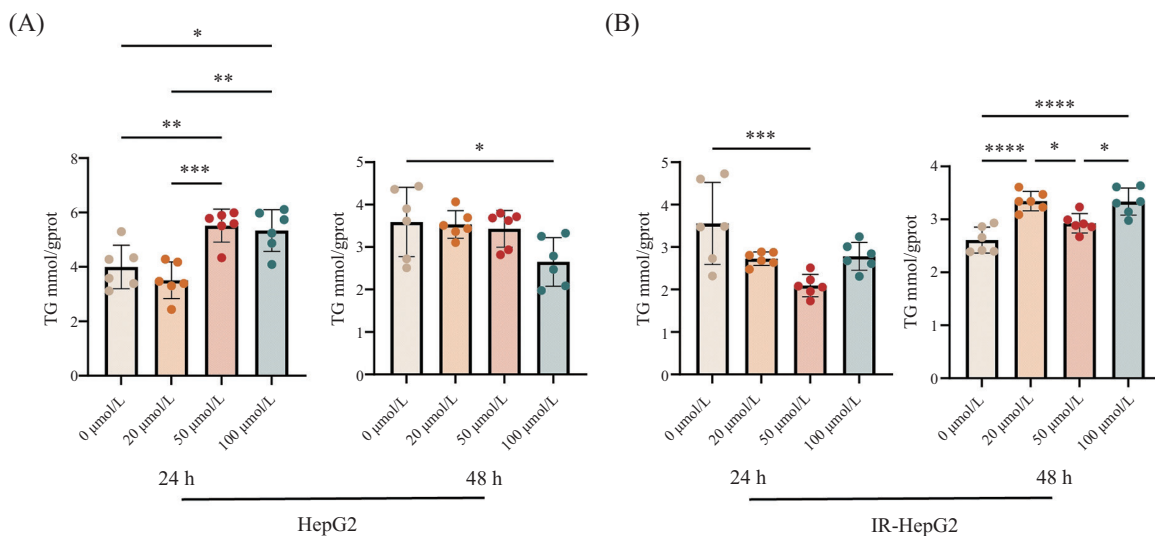 (A)
*
**
**
***
TG mmol/gprot
8
6
4
2
0
0 μmol/L
20 μmol/L
50 μmol/L
100 μmol/L
24 h
*
TG mmol/gprot
5
4
3
2
1
0
0 μmol/L
20 μmol/L
50 μmol/L
100 μmol/L
48 h
HepG2
(B)
***
TG mmol/gprot
5
4
3
2
1
0
0 μmol/L
20 μmol/L
50 μmol/L
100 μmol/L
24 h
****
****
*
*
TG mmol/gprot
4
3
2
1
0
0 μmol/L
20 μmol/L
50 μmol/L
100 μmol/L
48 h
IR-HepG2